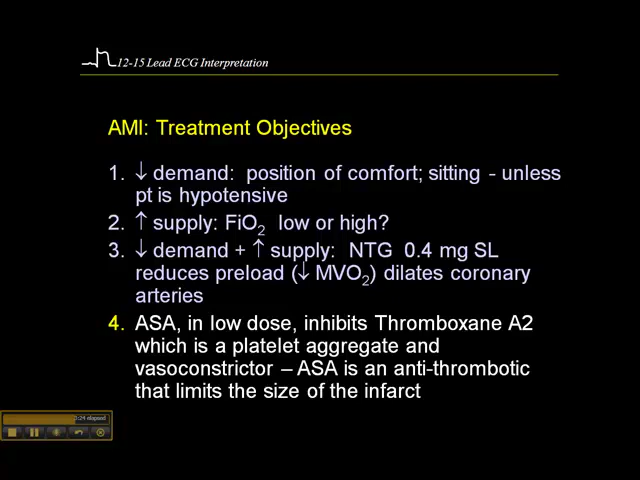 12-15 Lead ECG Interpretation
AMI: Treatment Objectives
1. ↓ demand: position of comfort; sitting - unless
pt is hypotensive
2. ↑ supply: FiO2 low or high?
3. ↓ demand + ↑ supply: NTG 0.4 mg SL
reduces preload (↓ MVO2) dilates coronary
arteries
4. ASA, in low dose, inhibits Thromboxane A2
which is a platelet aggregate and
vasoconstrictor – ASA is an anti-thrombotic
that limits the size of the infarct
elapsed